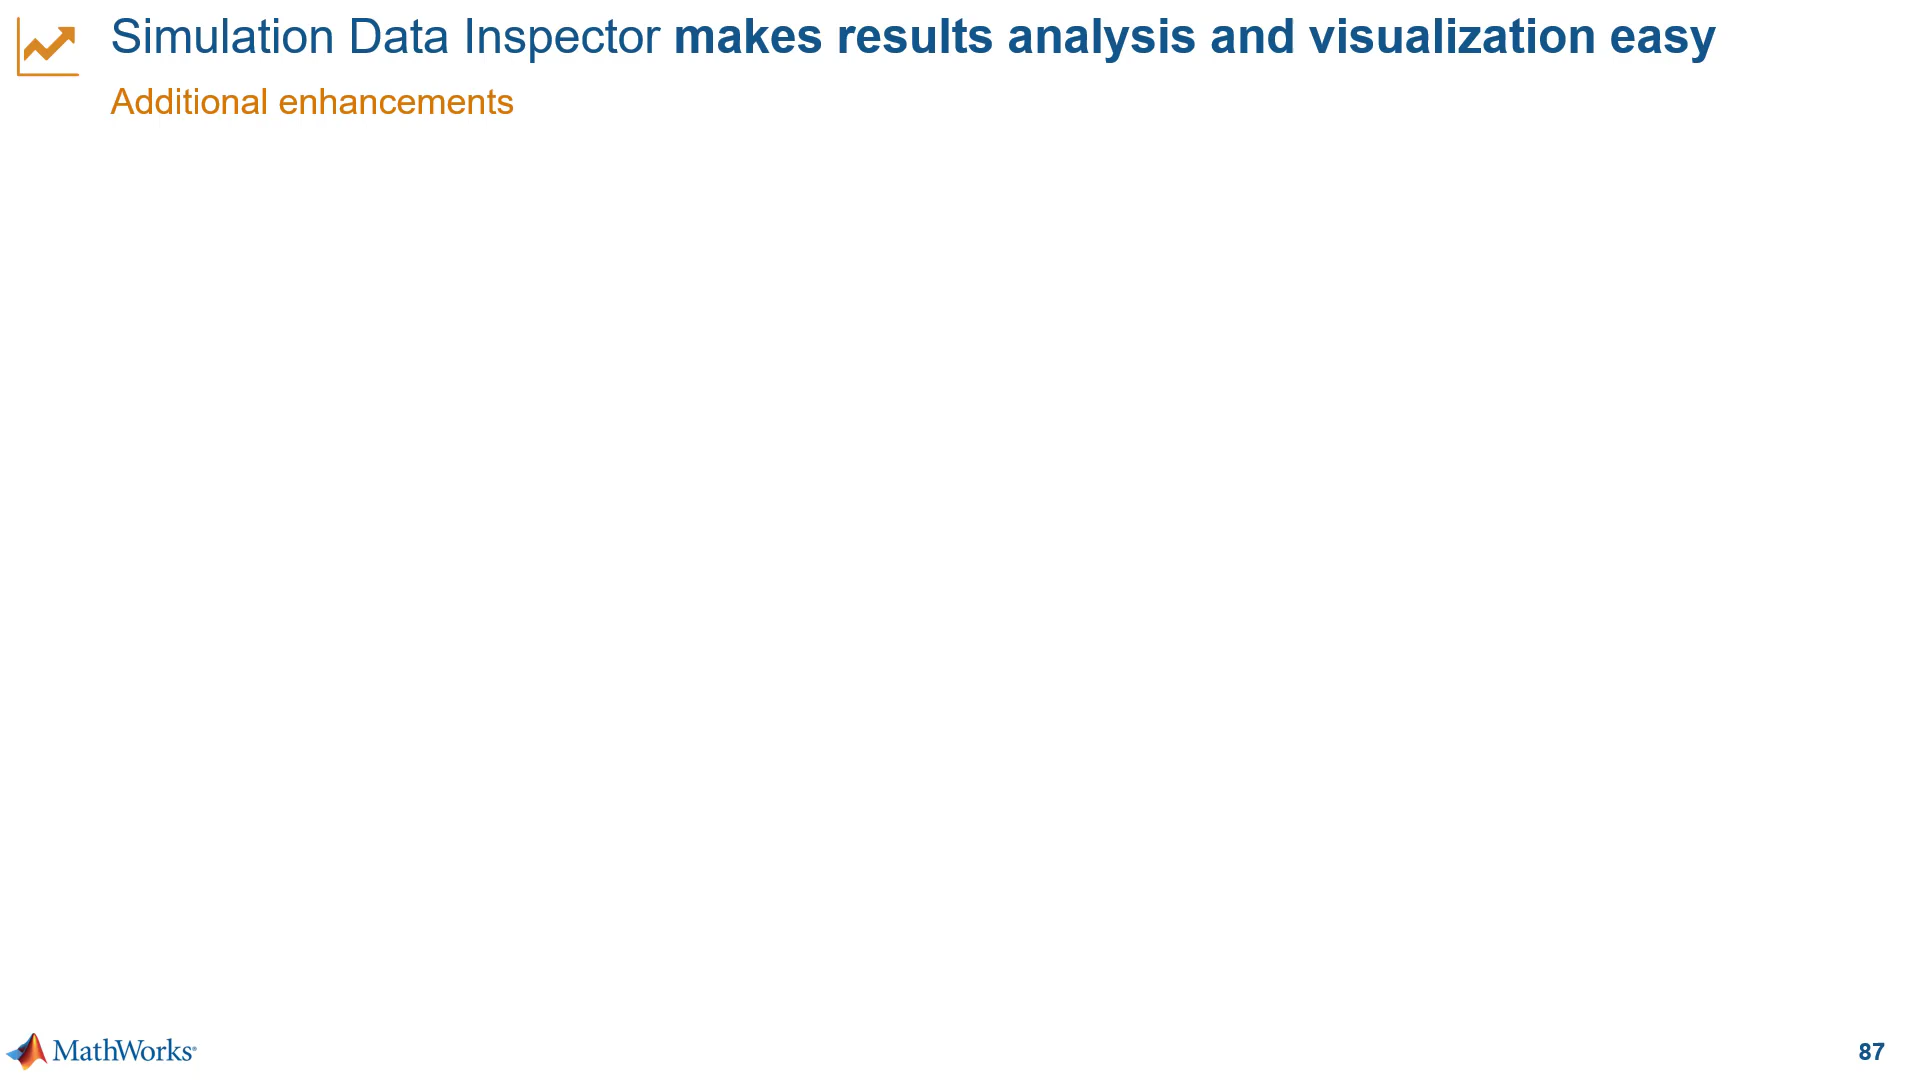 Simulation Data Inspector makes results analysis and visualization easy
Additional enhancements
MathWorks®
87